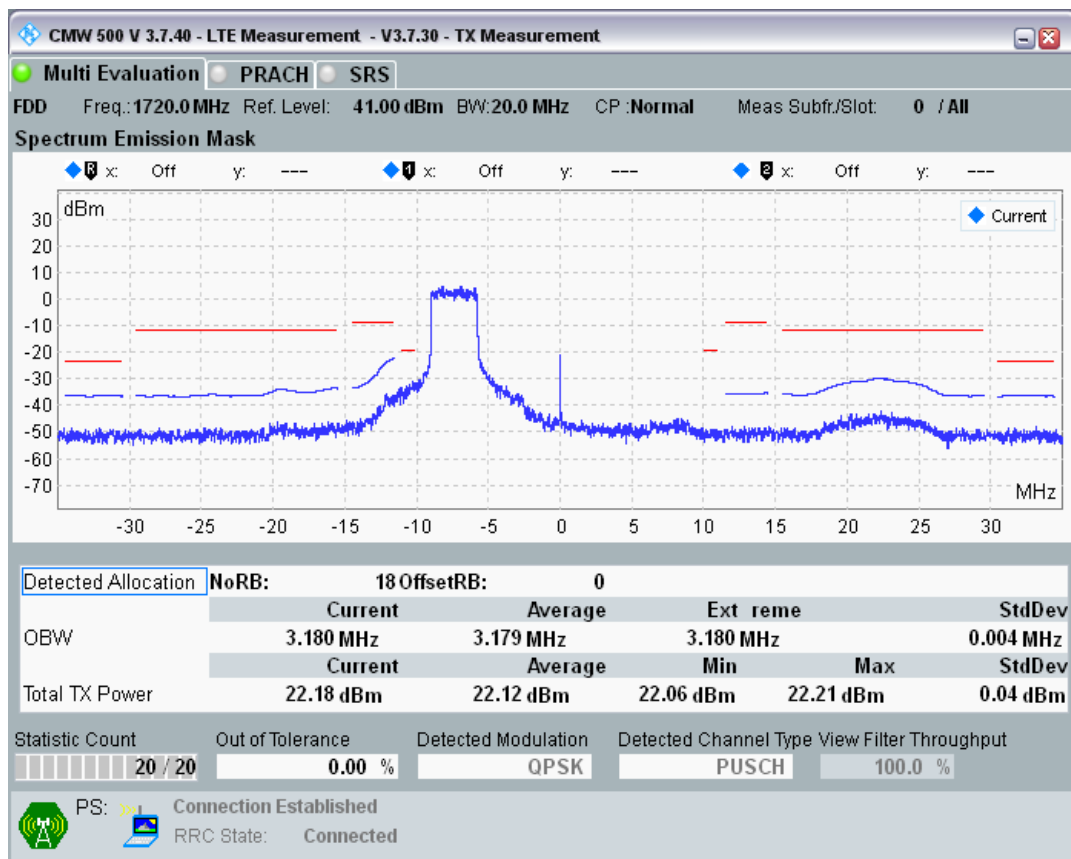 CMW 500 V 3.7.40 - LTE Measurement - V3.7.30 - TX Measurement
Multi Evaluation PRACH SRS
FDD Freq.: 1720.0 MHz Ref. Level: 41.00 dBm BW: 20.0 MHz CP : Normal Meas Subfr./Slot: 0 / All
Spectrum Emission Mask
R x: Off y: --- 1 x: Off y: --- 2 x: Off y: ---
dBm
Current
30
20
10
0
-10
-20
-30
-40
-50
-60
-70
MHz
-30 -25 -20 -15 -10 -5 0 5 10 15 20 25 30
Detected Allocation NoRB: 18 OffsetRB: 0
Current Average Ext reme StdDev
OBW 3.180 MHz 3.179 MHz 3.180 MHz 0.004 MHz
Current Average Min Max StdDev
Total TX Power 22.18 dBm 22.12 dBm 22.06 dBm 22.21 dBm 0.04 dBm
Statistic Count Out of Tolerance Detected Modulation Detected Channel Type View Filter Throughput
20 / 20 0.00 % QPSK PUSCH 100.0 %
PS: Connection Established
RRC State: Connected